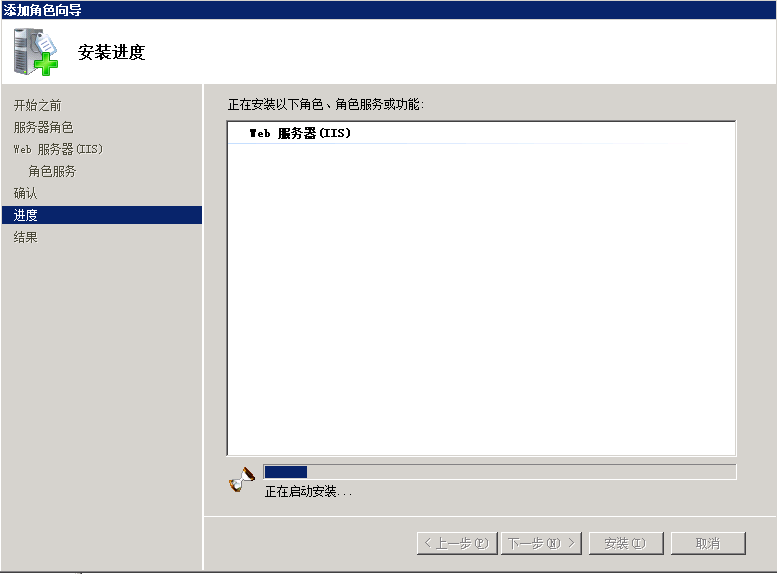 添加角色向导
安装进度
开始之前
服务器角色
Web 服务器(IIS)
角色服务
确认
进度
结果
正在安装以下角色、角色服务或功能:
Web 服务器(IIS)
正在启动安装...
< 上一步(P)
下一步(N) >
安装(I)
取消